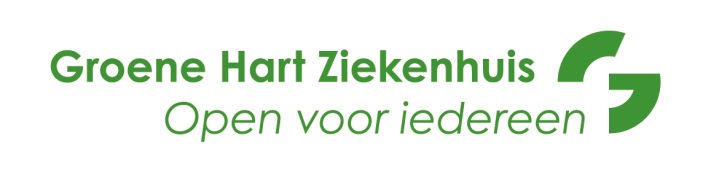 Groene Hart Ziekenhuis
Open voor iedereen